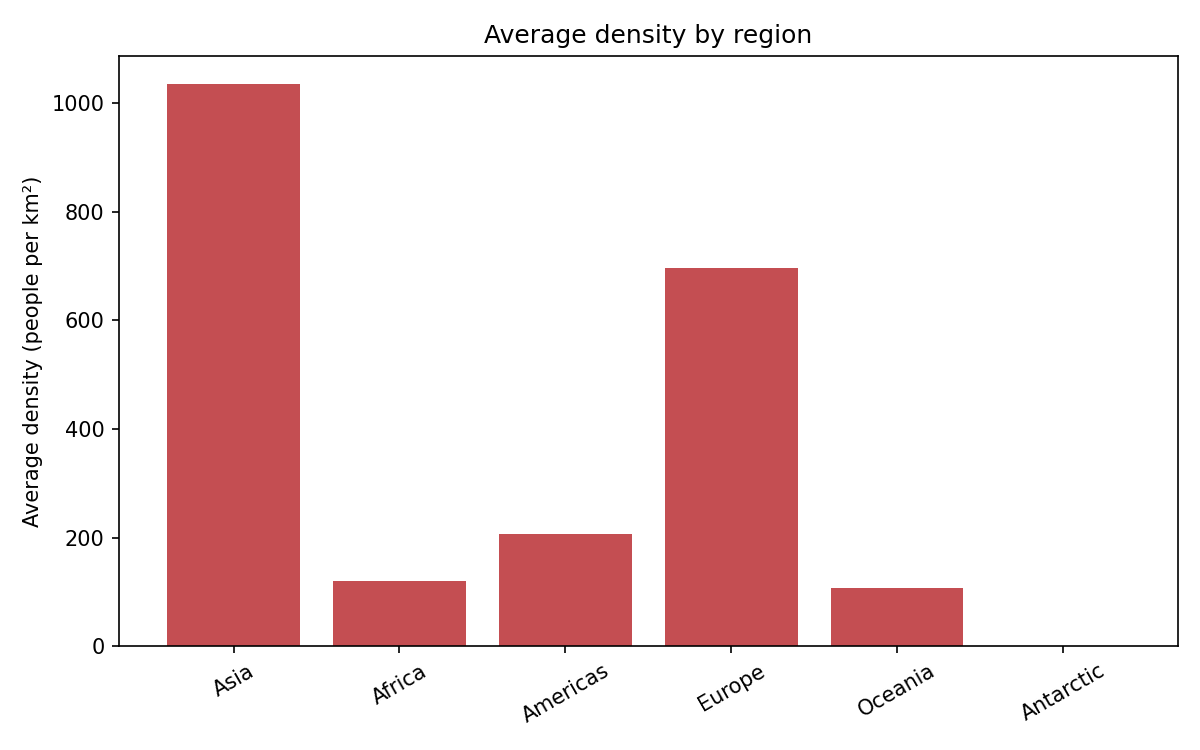 Average density by region
Average density (people per km²)
1000
800
600
400
200
0
Asia
Africa
Americas
Europe
Oceania
Antarctic